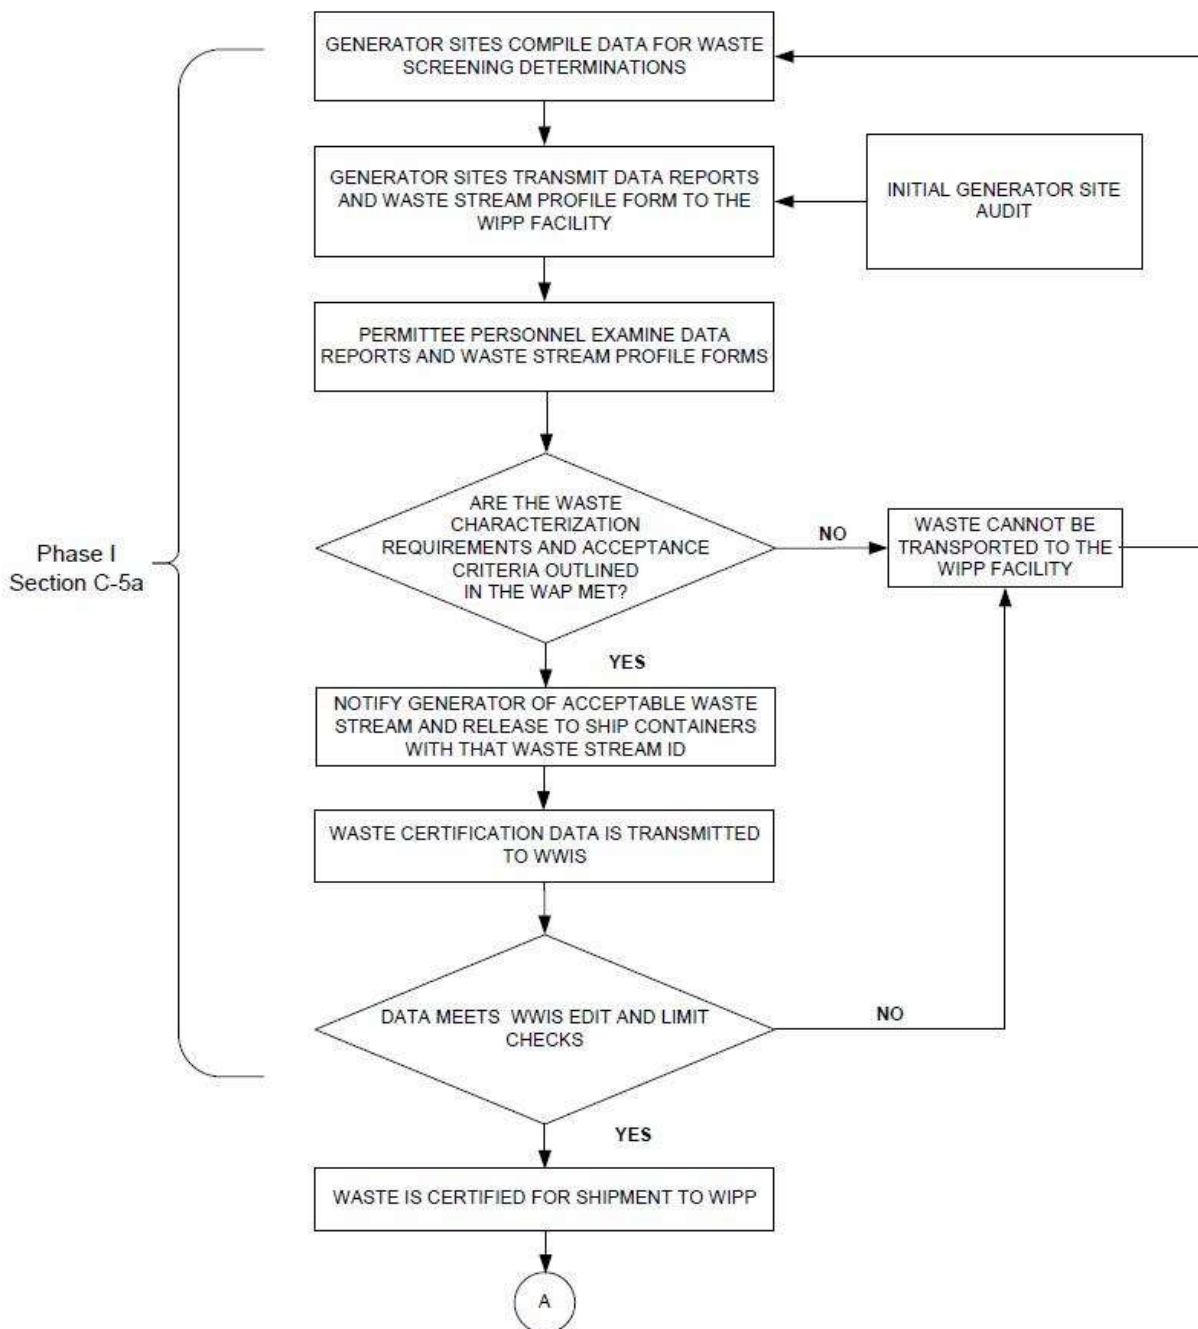 GENERATOR SITES COMPILE DATA FOR WASTE
SCREENING DETERMINATIONS
GENERATOR SITES TRANSMIT DATA REPORTS
AND WASTE STREAM PROFILE FORM TO THE
WIPP FACILITY
INITIAL GENERATOR SITE
AUDIT
PERMITTEE PERSONNEL EXAMINE DATA
REPORTS AND WASTE STREAM PROFILE FORMS
Phase I
Section C-5a
ARE THE WASTE
CHARACTERIZATION
REQUIREMENTS AND ACCEPTANCE
CRITERIA OUTLINED
IN THE WAP MET?
NO
WASTE CANNOT BE
TRANSPORTED TO THE
WIPP FACILITY
YES
NOTIFY GENERATOR OF ACCEPTABLE WASTE
STREAM AND RELEASE TO SHIP CONTAINERS
WITH THAT WASTE STREAM ID
WASTE CERTIFICATION DATA IS TRANSMITTED
TO WWIS
DATA MEETS WWIS EDIT AND LIMIT
CHECKS
NO
YES
WASTE IS CERTIFIED FOR SHIPMENT TO WIPP
A